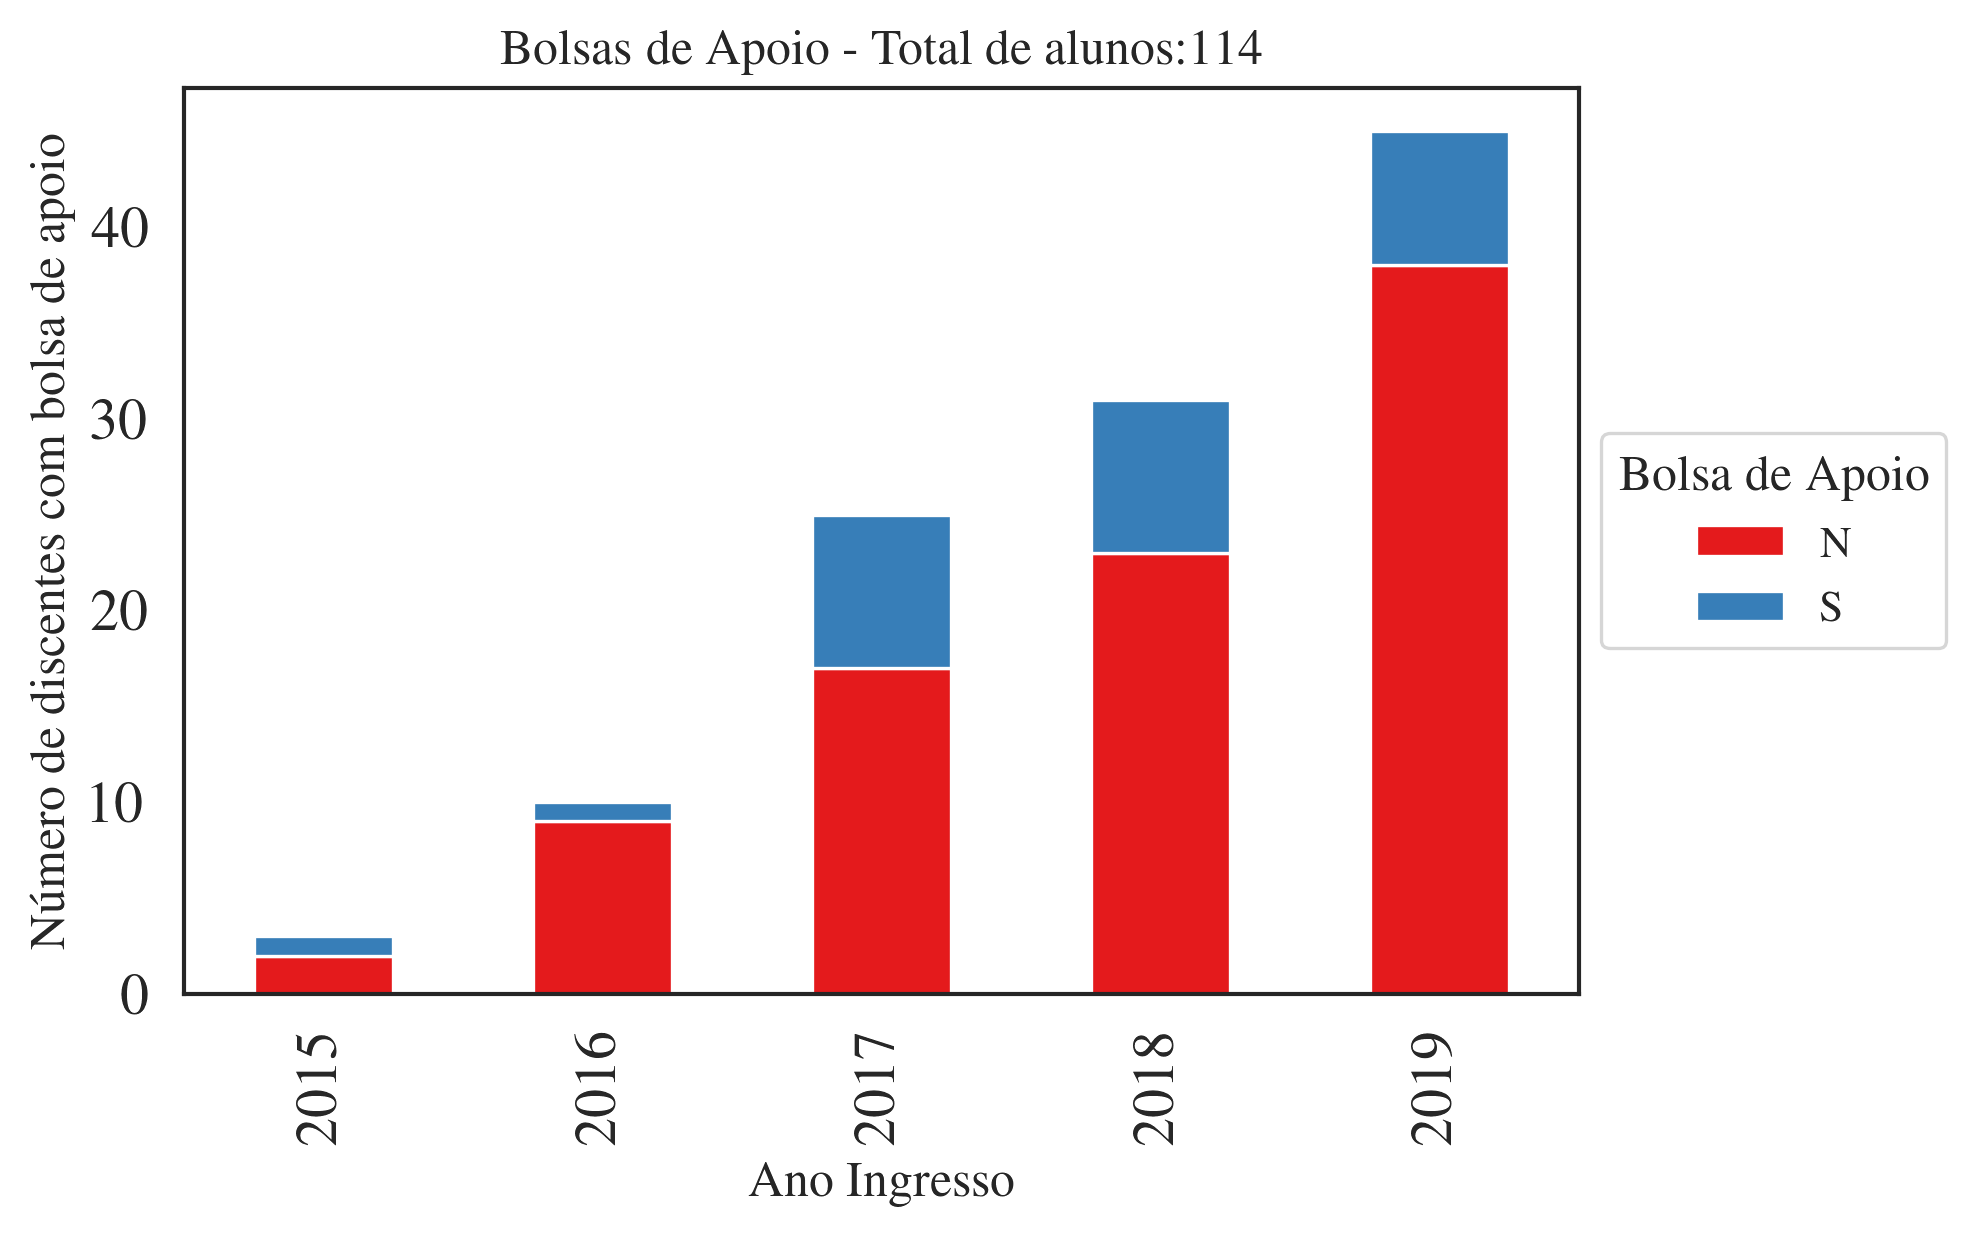 Bolsas de Apoio - Total de alunos:114
Número de discentes com bolsa de apoio
40
30
20
10
0
2015
2016
2017
2018
2019
Ano Ingresso
Bolsa de Apoio
N
S